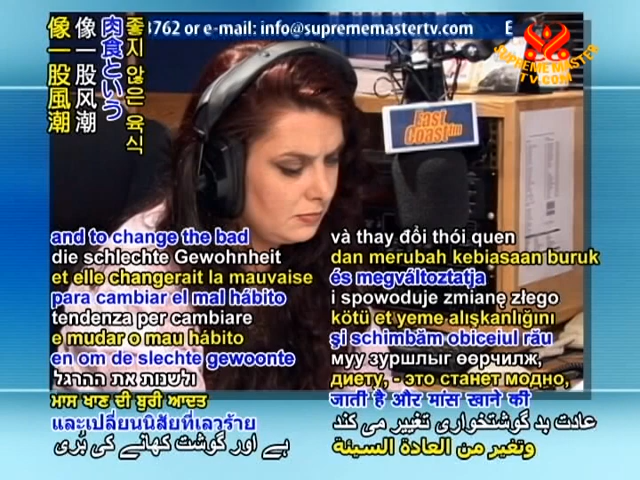 3762 or e-mail: info@suprememastertv.com E
SUPREME MASTER
TV.COM
East
Coast fm
像一股風潮
像一股风潮
肉食という
좋지 않은 육식
and to change the bad
die schlechte Gewohnheit
et elle changerait la mauvaise
para cambiar el mal hábito
tendenza per cambiare
e mudar o mau hábito
en om de slechte gewoonte
ולשנות את ההרגל
ਮਾਸ ਖਾਣ ਦੀ ਬੁਰੀ ਆਦਤ
และเปลี่ยนนิสัยที่เลวร้าย
ہے اور گوشت کھانے کی بُری
và thay đổi thói quen
dan merubah kebiasaan buruk
és megváltoztatja
i spowoduje zmianę złego
kötü et yeme alışkanlığını
şi schimbăm obiceiul rău
муу зуршлыг өөрчилж,
диету, - это станет модно,
जाती है और मांस खाने की
عادت بد گوشتخواری تغییر می کند
وتغير من العادة السيئة